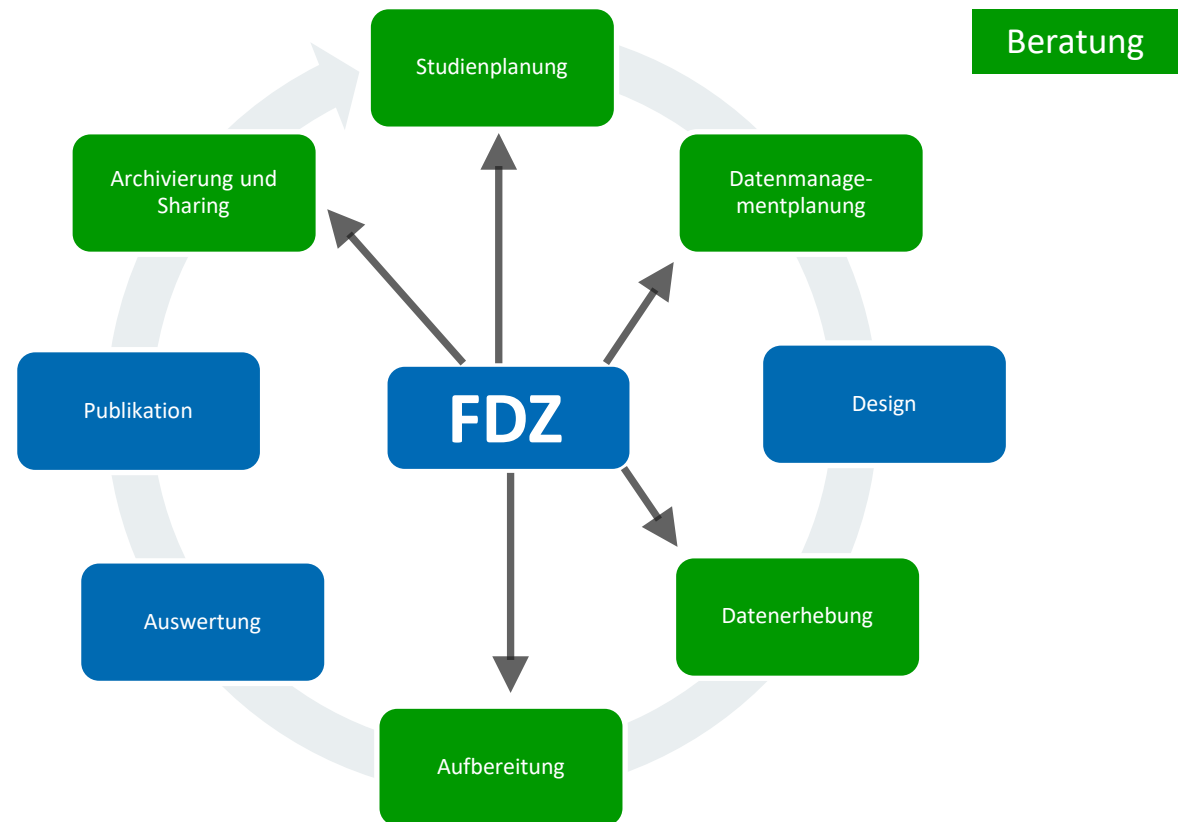 Beratung
Studienplanung
Datenmanage-
mentplanung
Design
Datenerhebung
Aufbereitung
Auswertung
Publikation
Archivierung und
Sharing
FDZ